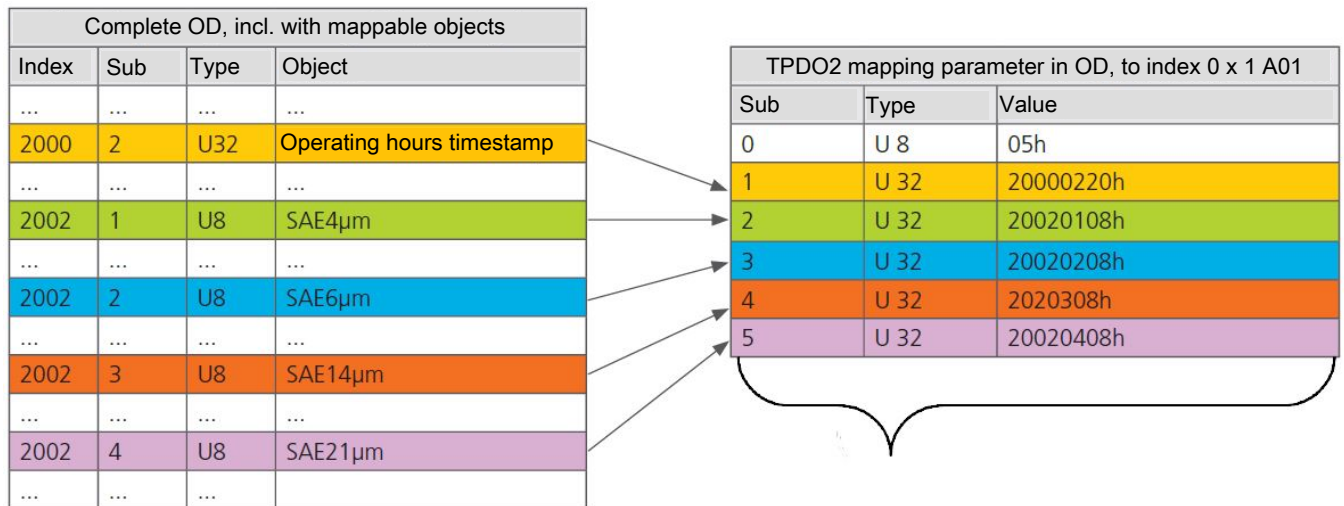 Complete OD, incl. with mappable objects
Index Sub Type Object
... ... ... ...
2000 2 U32 Operating hours timestamp
... ... ... ...
2002 1 U8 SAE4µm
... ... ... ...
2002 2 U8 SAE6µm
... ... ... ...
2002 3 U8 SAE14µm
... ... ... ...
2002 4 U8 SAE21µm
... ... ...
TPDO2 mapping parameter in OD, to index 0 x 1 A01
Sub Type Value
0 U 8 05h
1 U 32 20000220h
2 U 32 20020108h
3 U 32 20020208h
4 U 32 2020308h
5 U 32 20020408h